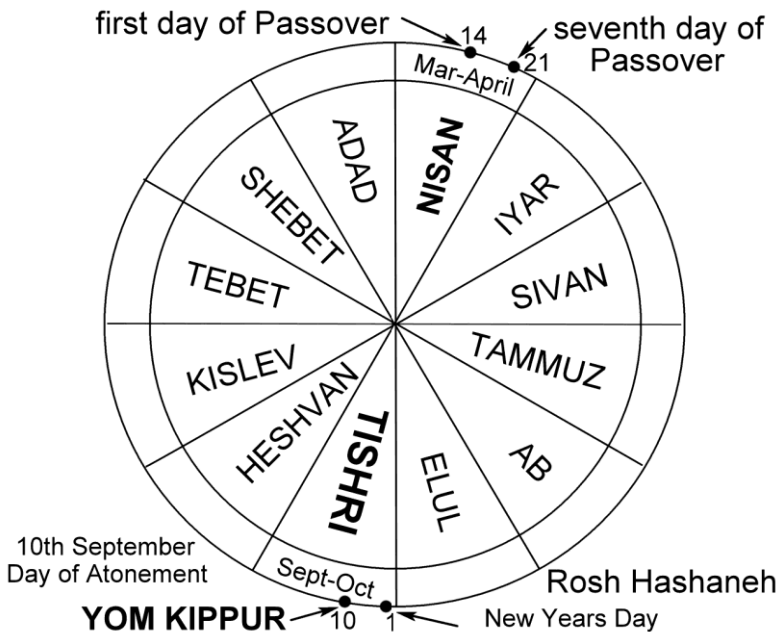 first day of Passover
14
seventh day of
Passover
21
Mar-April
NISAN
IYAR
SIVAN
TAMMUZ
AB
ELUL
TISHRI
HESHVAN
KISLEV
TEBET
SHEBET
ADAD
10th September
Day of Atonement
Sept-Oct
Rosh Hashaneh
YOM KIPPUR
10
1
New Years Day